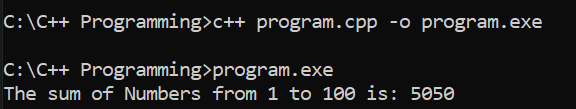 C:\C++ Programming>c++ program.cpp -o program.exe
C:\C++ Programming>program.exe
The sum of Numbers from 1 to 100 is: 5050